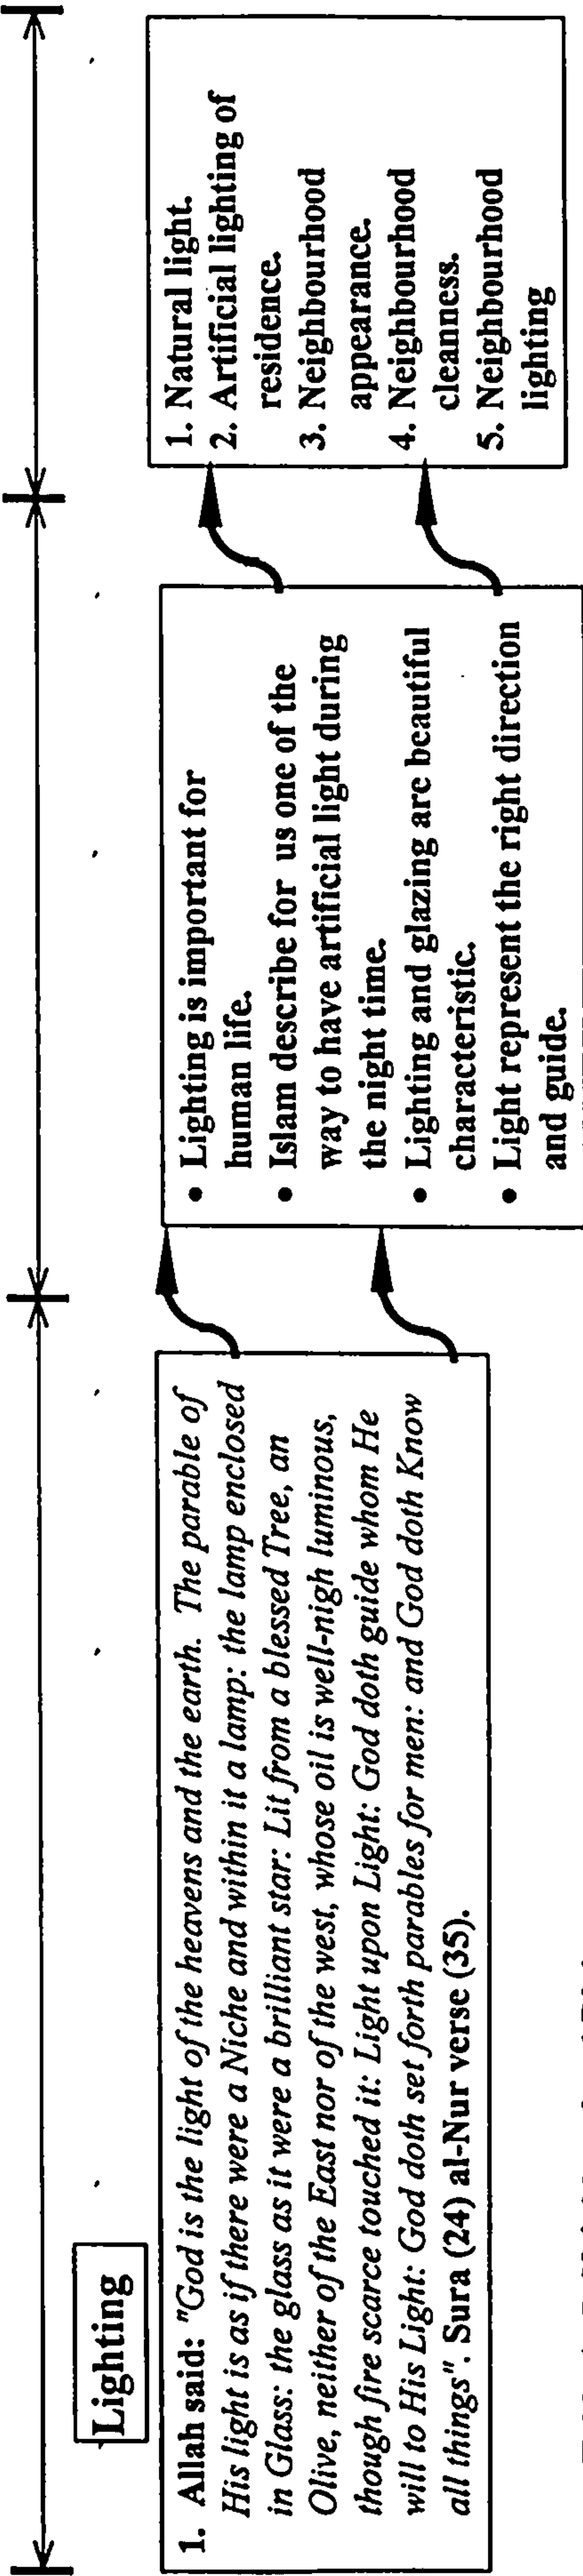 Lighting
1. Allah said: "God is the light of the heavens and the earth. The parable of
His light is as if there were a Niche and within it a lamp: the lamp enclosed
in Glass: the glass as it were a brilliant star: Lit from a blessed Tree, an
Olive, neither of the East nor of the west, whose oil is well-nigh luminous,
though fire scarce touched it: Light upon Light: God doth guide whom He
will to His Light: God doth set forth parables for men: and God doth Know
all things". Sura (24) al-Nur verse (35).
• Lighting is important for
human life.
• Islam describe for us one of the
way to have artificial light during
the night time.
• Lighting and glazing are beautiful
characteristic.
• Light represent the right direction
and guide.
1. Natural light.
2. Artificial lighting of
residence.
3. Neighbourhood
appearance.
4. Neighbourhood
cleanness.
5. Neighbourhood
lighting